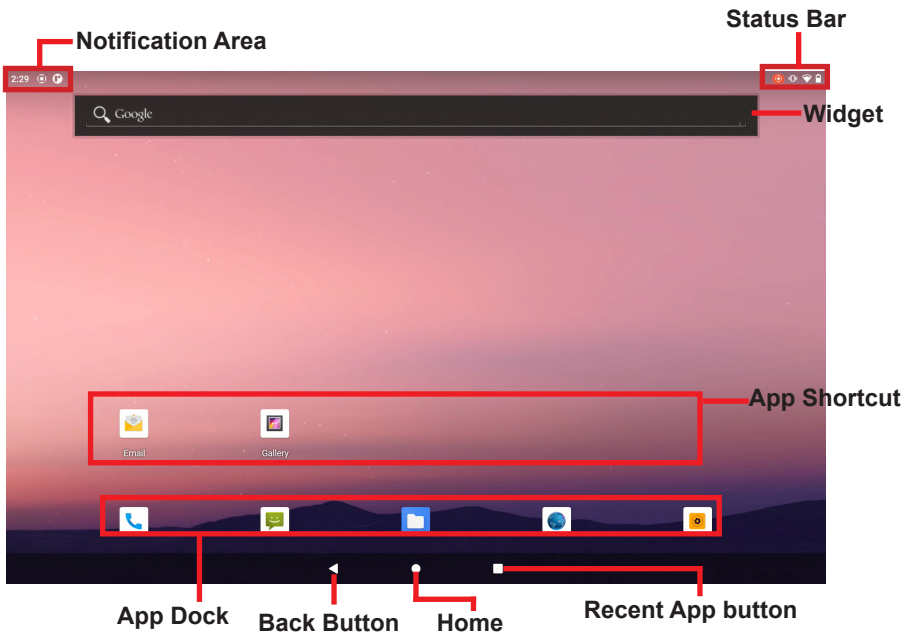 Status Bar
Notification Area
2:29
Google
Widget
App Shortcut
Email
Gallery
App Dock
Back Button
Home
Recent App button